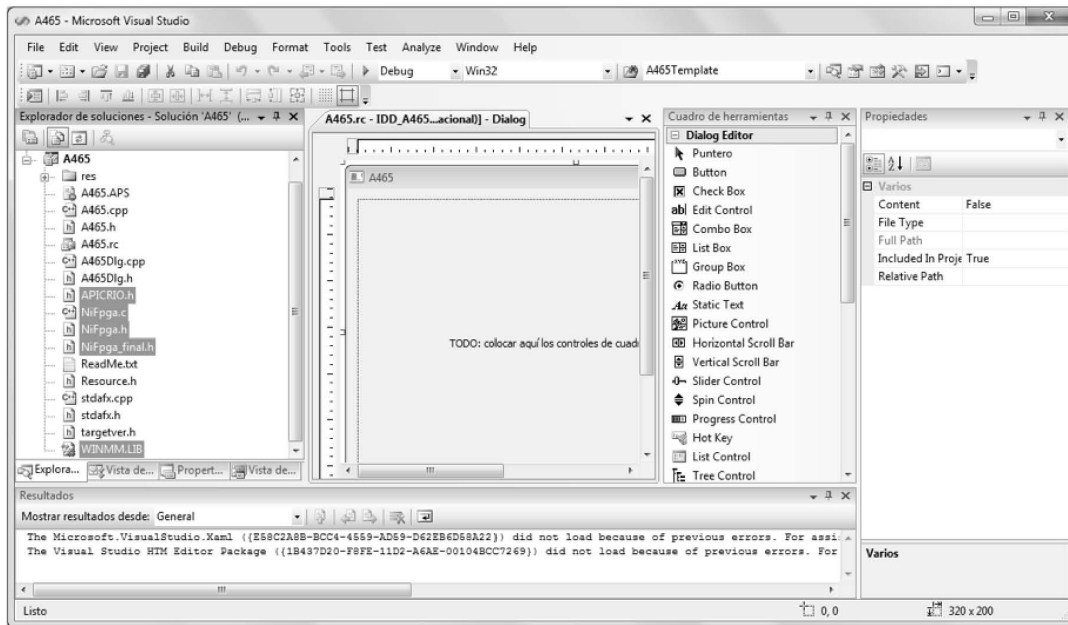 A465 - Microsoft Visual Studio
File Edit View Project Build Debug Format Tools Test Analyze Window Help
Debug Win32 A465Template
Explorador de soluciones - Solución 'A465' (...
A465
res
A465.APS
A465.cpp
A465.h
A465.rc
A465Dlg.cpp
A465Dlg.h
APICRIO.h
NiFpga.c
NiFpga.h
NiFpga_final.h
ReadMe.txt
Resource.h
stdafx.cpp
stdafx.h
targetver.h
WINMM.LIB
Explora... Vista de... Propert... Vista de...
A465.rc - IDD_A465...acional)] - Dialog
A465
TODO: colocar aquí los controles de cuad
Cuadro de herramientas
Dialog Editor
Puntero
Button
Check Box
Edit Control
Combo Box
List Box
Group Box
Radio Button
Static Text
Picture Control
Horizontal Scroll Bar
Vertical Scroll Bar
Slider Control
Spin Control
Progress Control
Hot Key
List Control
Tree Control
Propiedades
Varios
Content False
File Type
Full Path
Included In Proje True
Relative Path
Varios
Resultados
Mostrar resultados desde: General
The Microsoft.VisualStudio.Xaml ({E58C2A8B-BCC4-4559-AD59-D62EB6D58A22}) did not load because of previous errors. For assi
The Visual Studio HTM Editor Package ({1B437D20-F8FE-11D2-A6AE-00104BCC7269}) did not load because of previous errors. For
Listo 0, 0 320 x 200